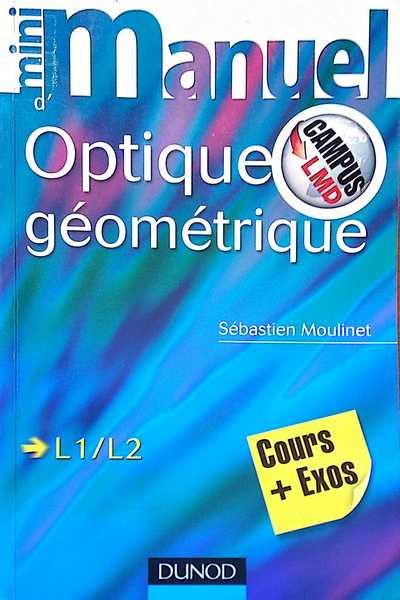 mini
Manuel
d'
Optique
géométrique
CAMPUS
LMD
Sébastien Moulinet
L1/L2
Cours
+ Exos
DUNOD